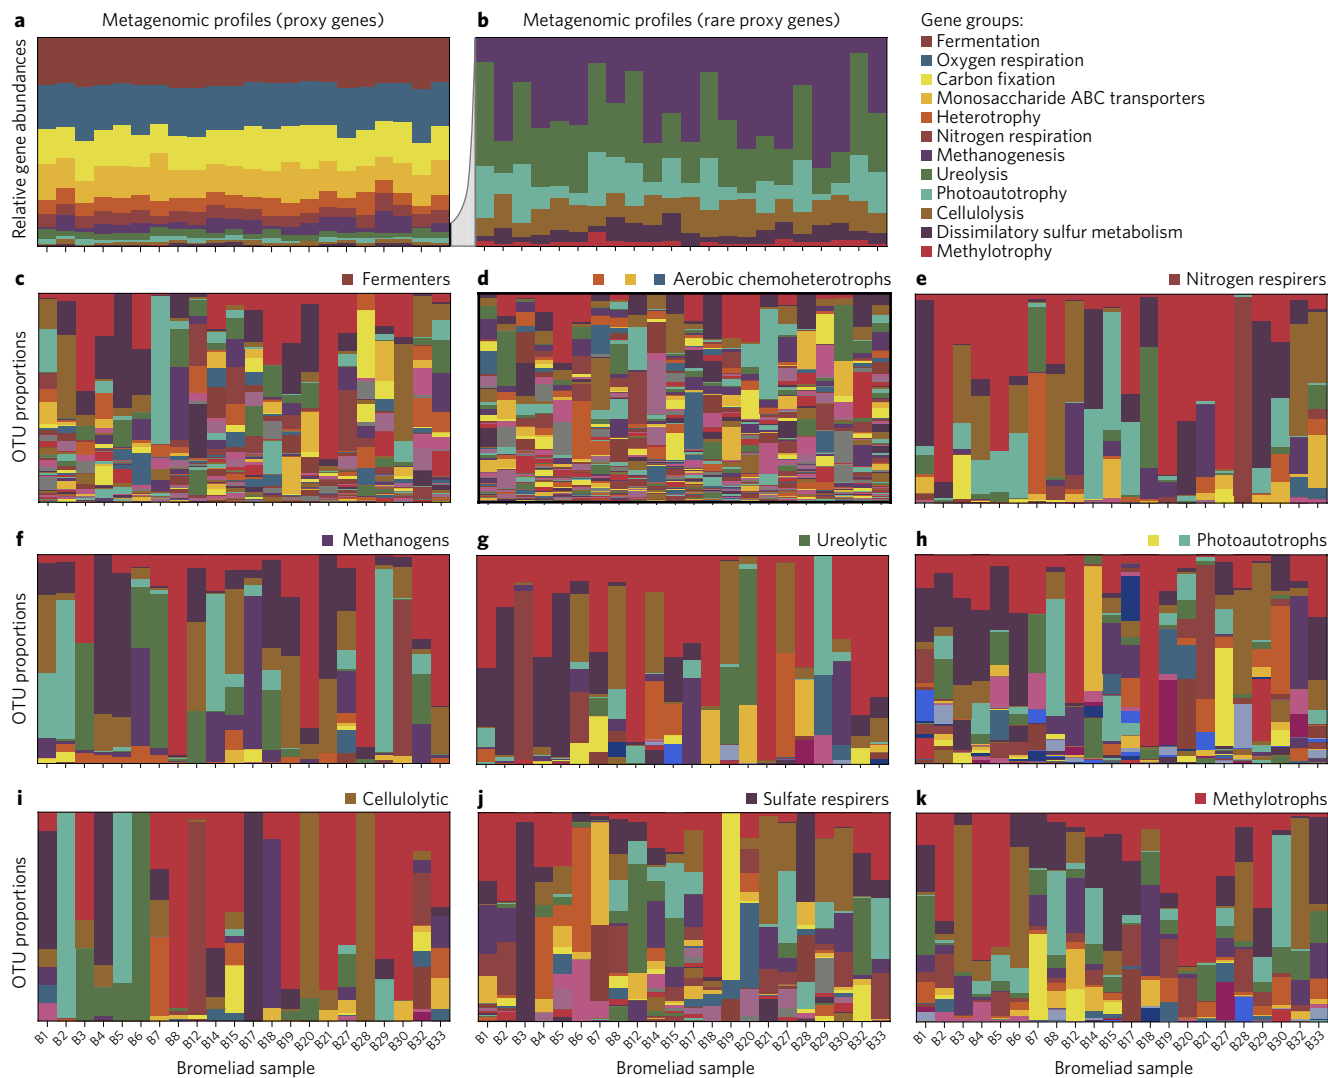 a Metagenomic profiles (proxy genes)
b Metagenomic profiles (rare proxy genes)
Relative gene abundances
Gene groups:
Fermentation
Oxygen respiration
Carbon fixation
Monosaccharide ABC transporters
Heterotrophy
Nitrogen respiration
Methanogenesis
Ureolysis
Photoautotrophy
Cellulolysis
Dissimilatory sulfur metabolism
Methylotrophy
c Fermenters
d Aerobic chemoheterotrophs
e Nitrogen respirers
OTU proportions
f Methanogens
g Ureolytic
h Photoautotrophs
OTU proportions
i Cellulolytic
j Sulfate respirers
k Methylotrophs
OTU proportions
B1 B2 B3 B4 B5 B6 B7 B8 B12 B14 B15 B17 B18 B19 B20 B21 B27 B28 B29 B30 B32 B33
B1 B2 B3 B4 B5 B6 B7 B8 B12 B14 B15 B17 B18 B19 B20 B21 B27 B28 B29 B30 B32 B33
B1 B2 B3 B4 B5 B6 B7 B8 B12 B14 B15 B17 B18 B19 B20 B21 B27 B28 B29 B30 B32 B33
Bromeliad sample
Bromeliad sample
Bromeliad sample